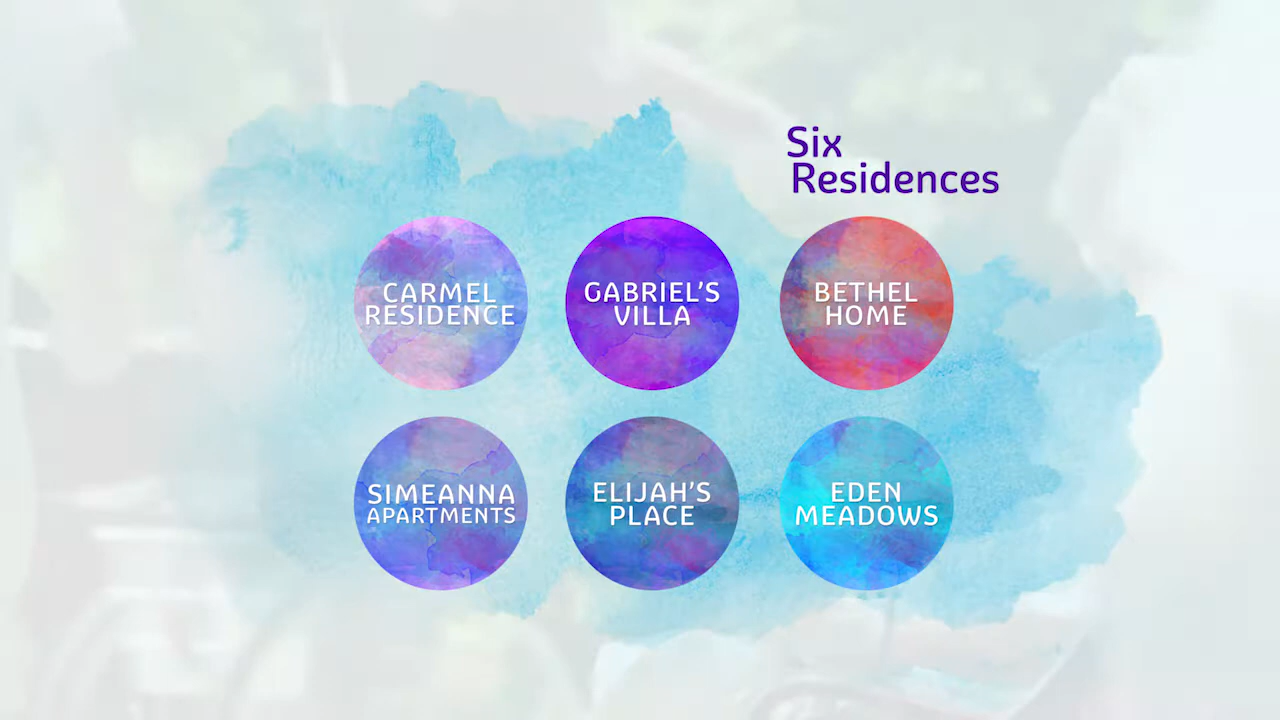 Six
Residences
CARMEL
RESIDENCE
GABRIEL'S
VILLA
BETHEL
HOME
SIMEANNA
APARTMENTS
ELIJAH'S
PLACE
EDEN
MEADOWS